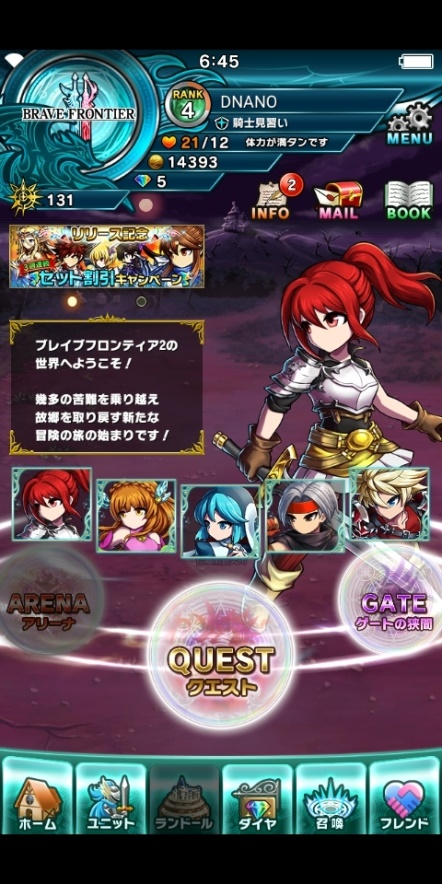 6:45
BRAVE FRONTIER
RANK
4
DNANO
騎士見習い
21/12 体力が満タンです
14393
5
131
MENU
2
INFO
MAIL
BOOK
リリース記念
セット割引キャンペーン
ブレイブフロンティア2の
世界へようこそ!
幾多の苦難を乗り越え
故郷を取り戻す新たな
冒険の旅の始まりです!
ARENA
アリーナ
QUEST
クエスト
GATE
ゲートの狭間
ホーム
ユニット
ランドール
ダイヤ
召喚
フレンド